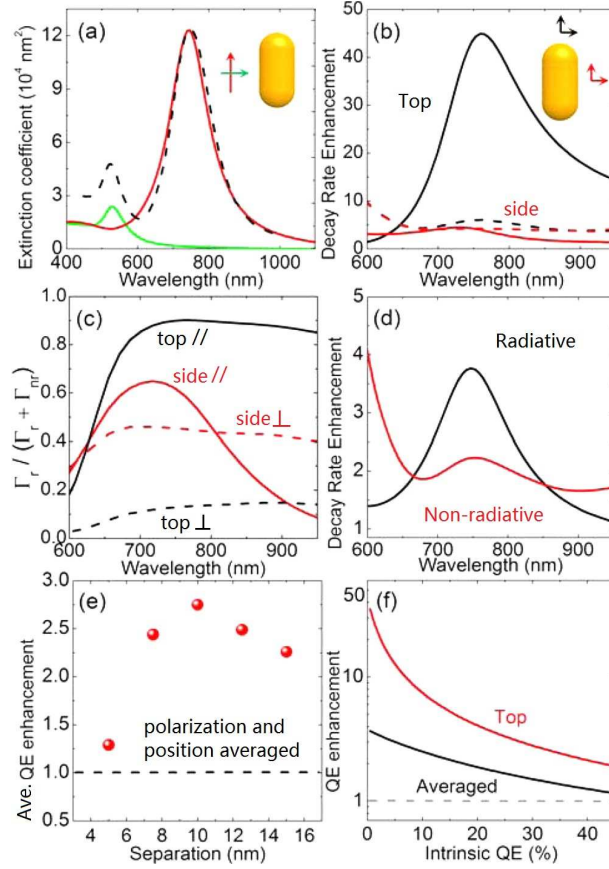 (a)
Extinction coefficient (10⁴ nm²)
12
9
6
3
0
400 600 800 1000
Wavelength (nm)
(b)
Decay Rate Enhancement
50
40
30
20
10
0
Top
side
600 700 800 900
Wavelength (nm)
(c)
Γr / (Γr + Γnr)
1.0
0.8
0.6
0.4
0.2
0.0
top //
side //
side ⊥
top ⊥
600 700 800 900
Wavelength (nm)
(d)
Decay Rate Enhancement
5
4
3
2
1
Radiative
Non-radiative
600 700 800 900
Wavelength (nm)
(e)
Ave. QE enhancement
3.0
2.5
2.0
1.5
1.0
0.5
polarization and
position averaged
4 6 8 10 12 14 16
Separation (nm)
(f)
QE enhancement
50
10
1
Top
Averaged
0 10 20 30 40
Intrinsic QE (%)